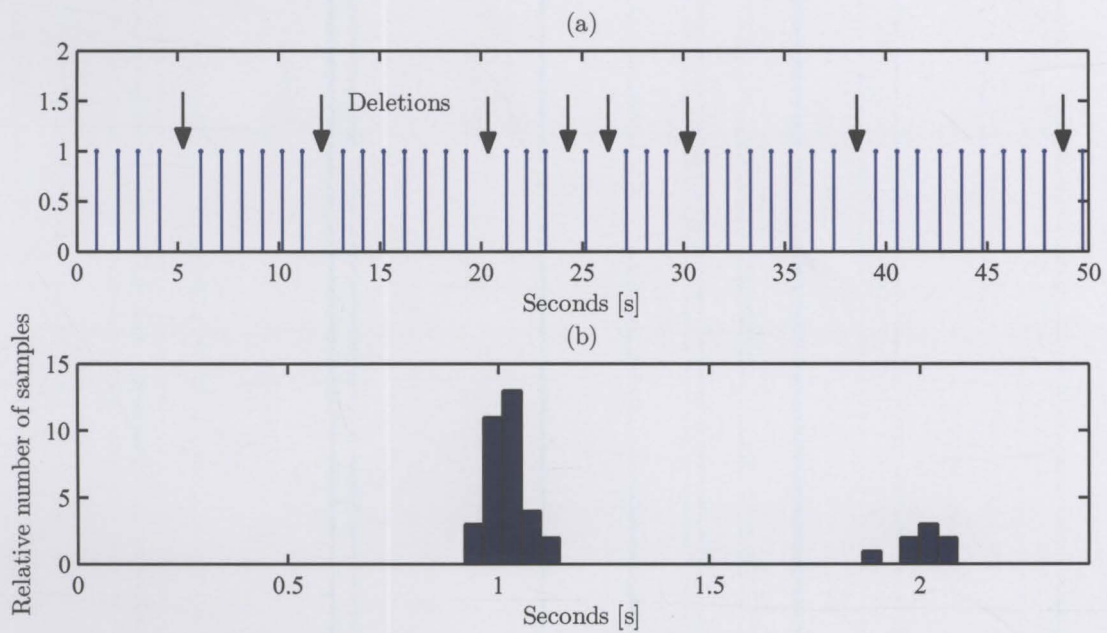 (a)
2
1.5
1
0.5
0
Deletions
0 5 10 15 20 25 30 35 40 45 50
Seconds [s]
(b)
Relative number of samples
15
10
5
0
0 0.5 1 1.5 2
Seconds [s]